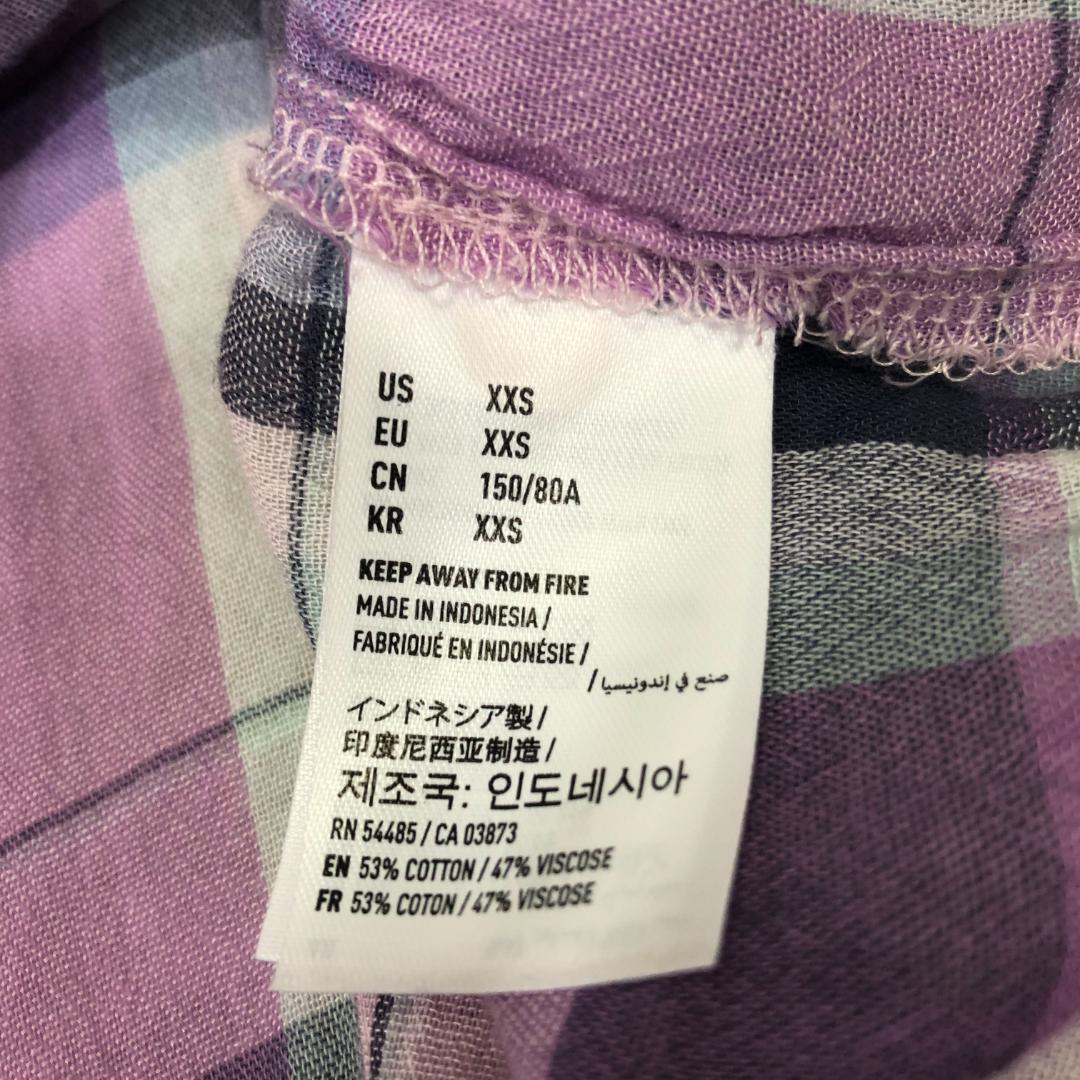 US XXS
EU XXS
CN 150/80A
KR XXS
KEEP AWAY FROM FIRE
MADE IN INDONESIA /
FABRIQUÉ EN INDONÉSIE /
صنع في إندونيسيا /
インドネシア製 /
印度尼西亚制造 /
제조국: 인도네시아
RN 54485 / CA 03873
EN 53% COTTON / 47% VISCOSE
FR 53% COTON / 47% VISCOSE